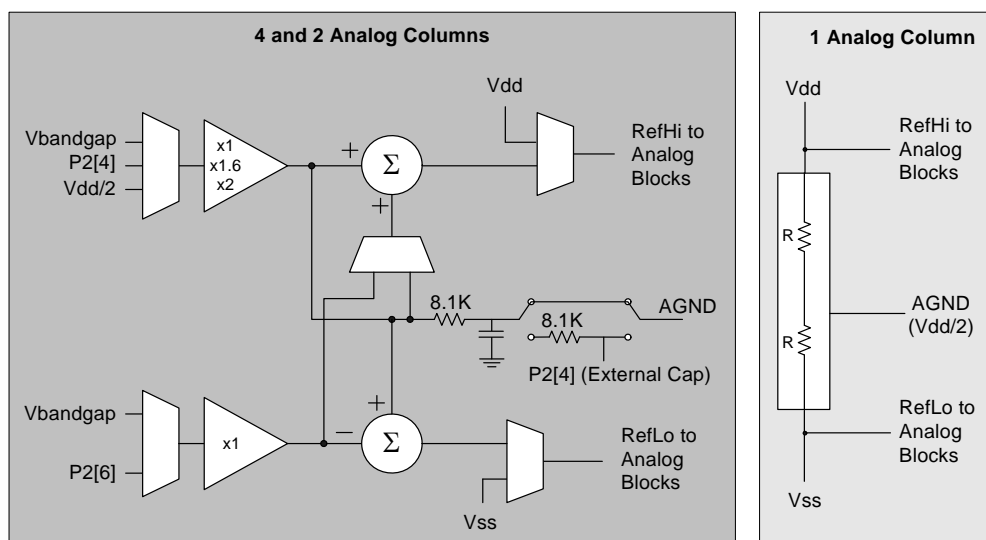 4 and 2 Analog Columns
Vdd
Vbandgap
P2[4]
Vdd/2
x1
x1.6
x2
+
Σ
+
RefHi to
Analog
Blocks
8.1K
AGND
8.1K
P2[4] (External Cap)
Vbandgap
P2[6]
x1
+
−
Σ
RefLo to
Analog
Blocks
Vss
1 Analog Column
Vdd
RefHi to
Analog
Blocks
R
AGND
(Vdd/2)
R
RefLo to
Analog
Blocks
Vss